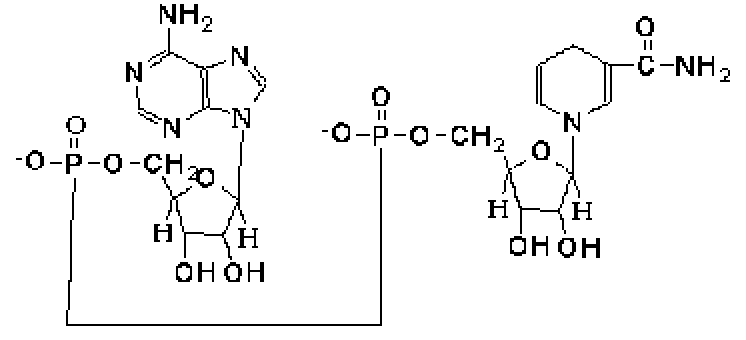 NH2
O
N N
C-NH2
N N
O N
-O-P-O-CH2
O
-O-P-O-CH2 O
O
H H
H H
OH OH
OH OH